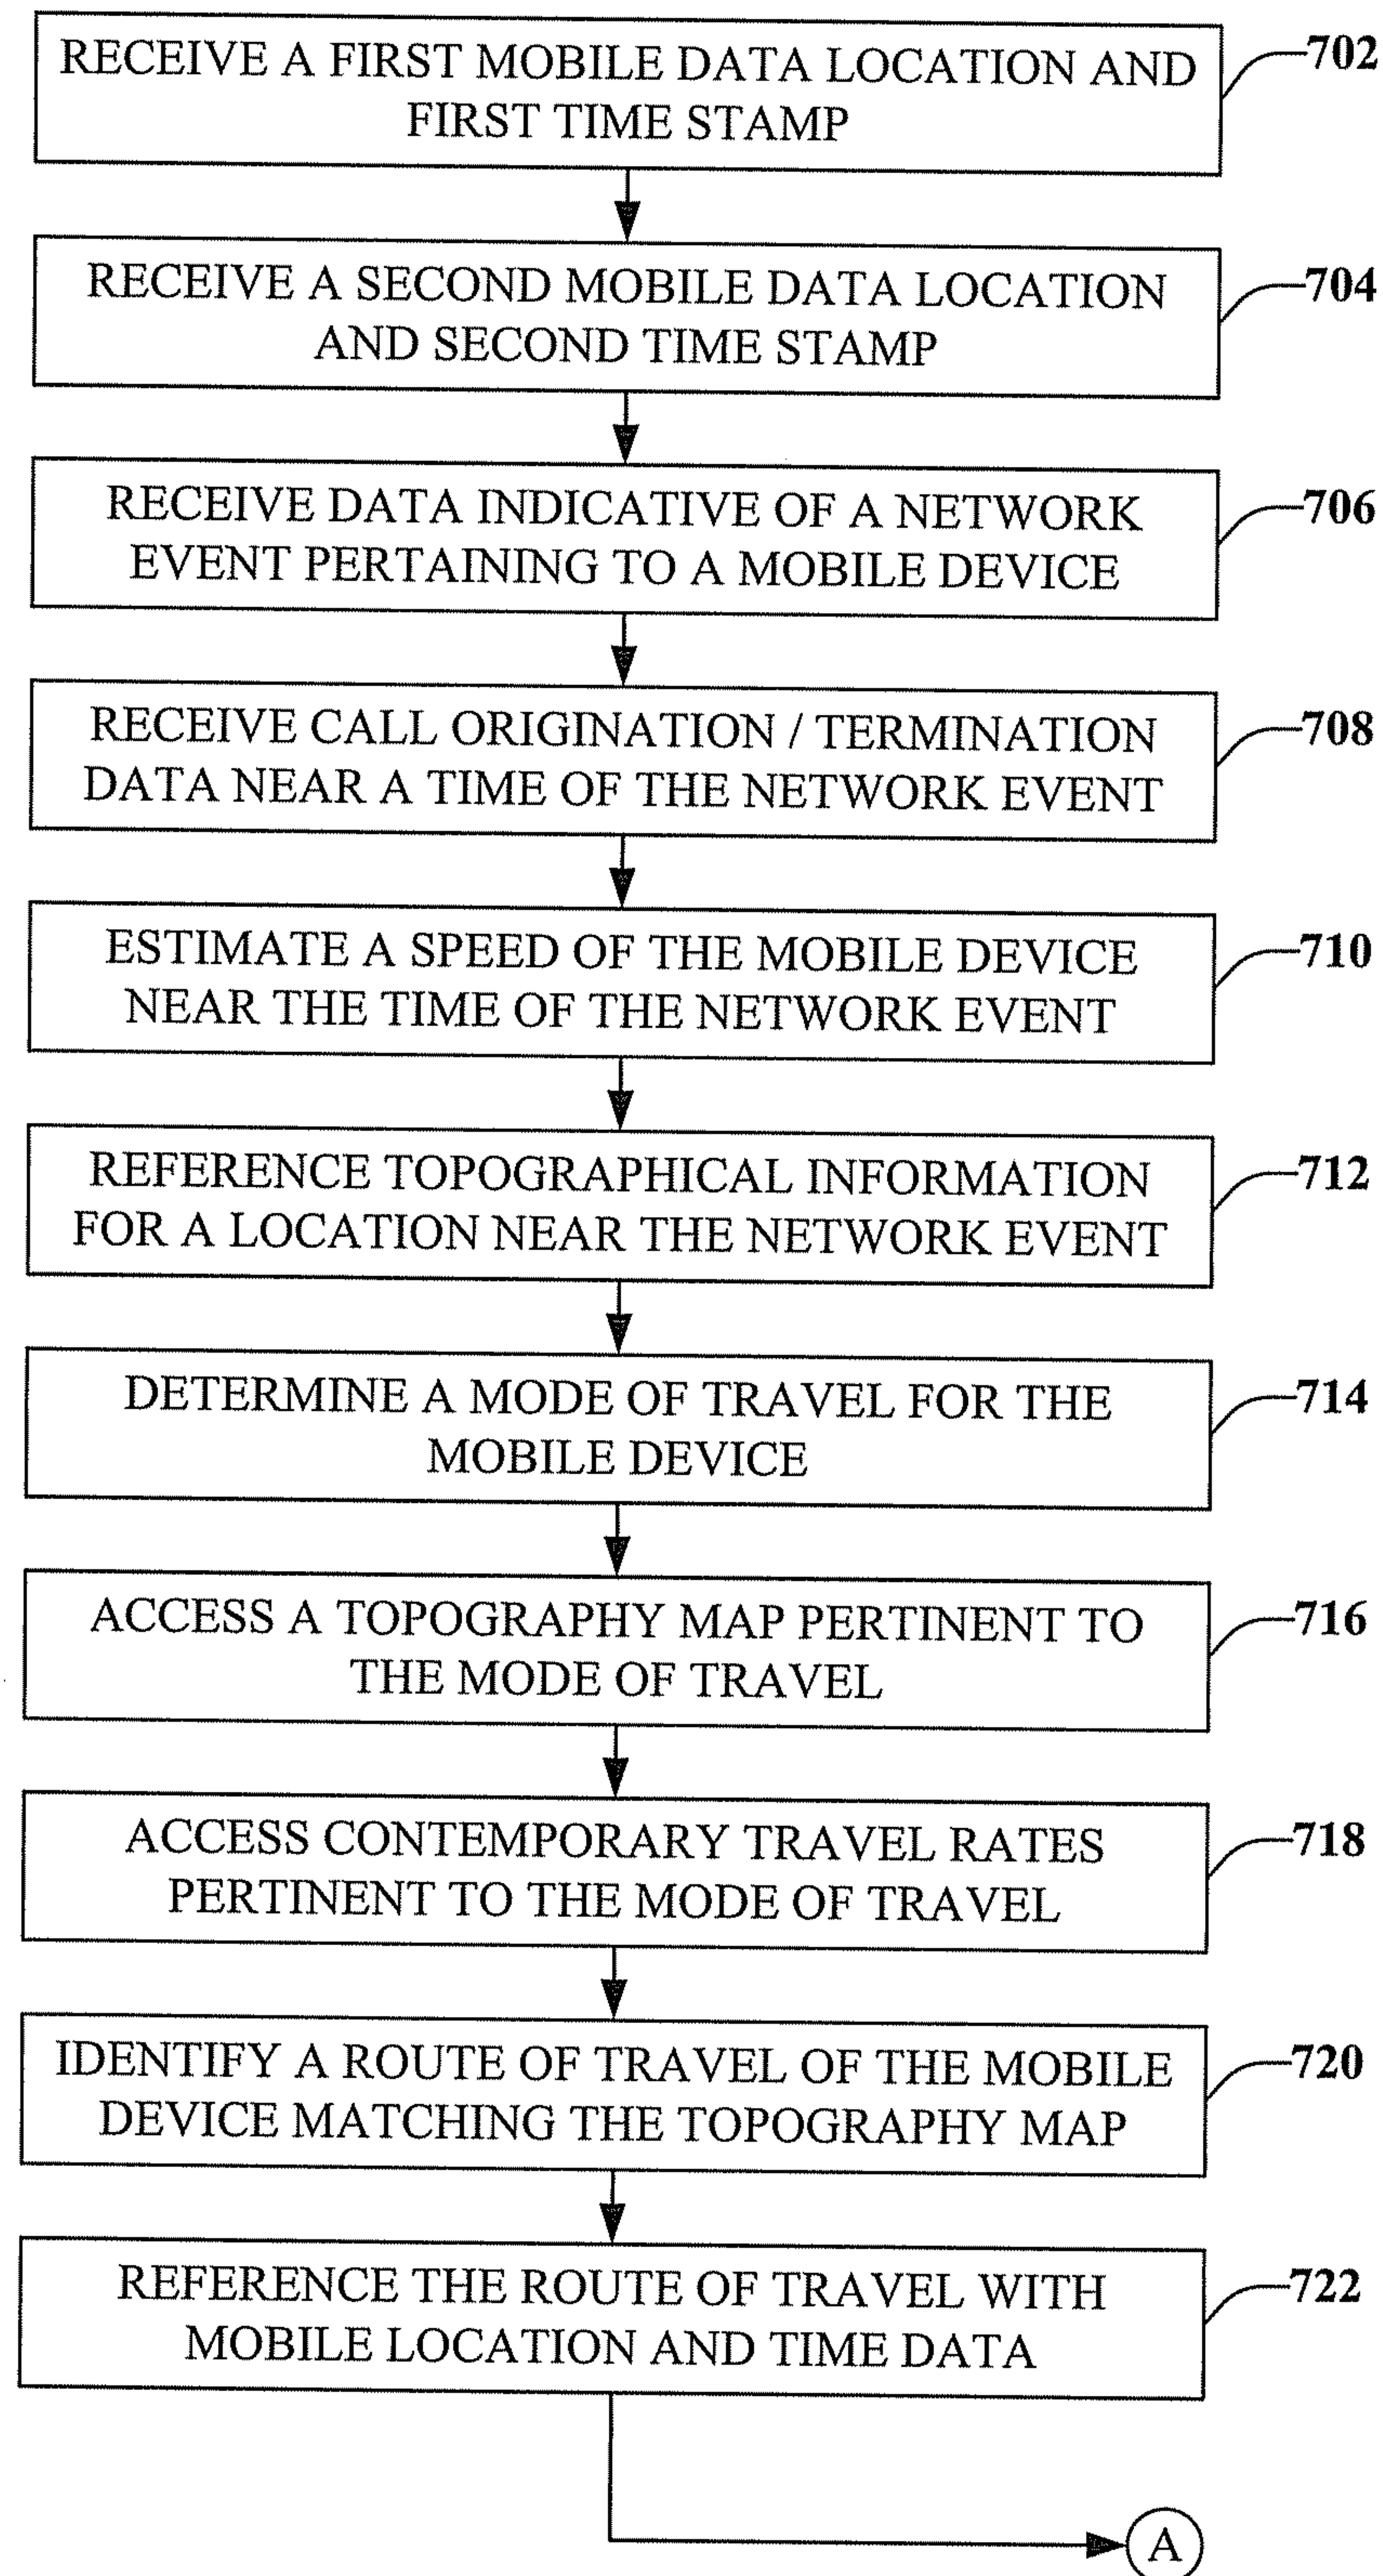 RECEIVE A FIRST MOBILE DATA LOCATION AND
FIRST TIME STAMP
702
RECEIVE A SECOND MOBILE DATA LOCATION
AND SECOND TIME STAMP
704
RECEIVE DATA INDICATIVE OF A NETWORK
EVENT PERTAINING TO A MOBILE DEVICE
706
RECEIVE CALL ORIGINATION / TERMINATION
DATA NEAR A TIME OF THE NETWORK EVENT
708
ESTIMATE A SPEED OF THE MOBILE DEVICE
NEAR THE TIME OF THE NETWORK EVENT
710
REFERENCE TOPOGRAPHICAL INFORMATION
FOR A LOCATION NEAR THE NETWORK EVENT
712
DETERMINE A MODE OF TRAVEL FOR THE
MOBILE DEVICE
714
ACCESS A TOPOGRAPHY MAP PERTINENT TO
THE MODE OF TRAVEL
716
ACCESS CONTEMPORARY TRAVEL RATES
PERTINENT TO THE MODE OF TRAVEL
718
IDENTIFY A ROUTE OF TRAVEL OF THE MOBILE
DEVICE MATCHING THE TOPOGRAPHY MAP
720
REFERENCE THE ROUTE OF TRAVEL WITH
MOBILE LOCATION AND TIME DATA
722
A